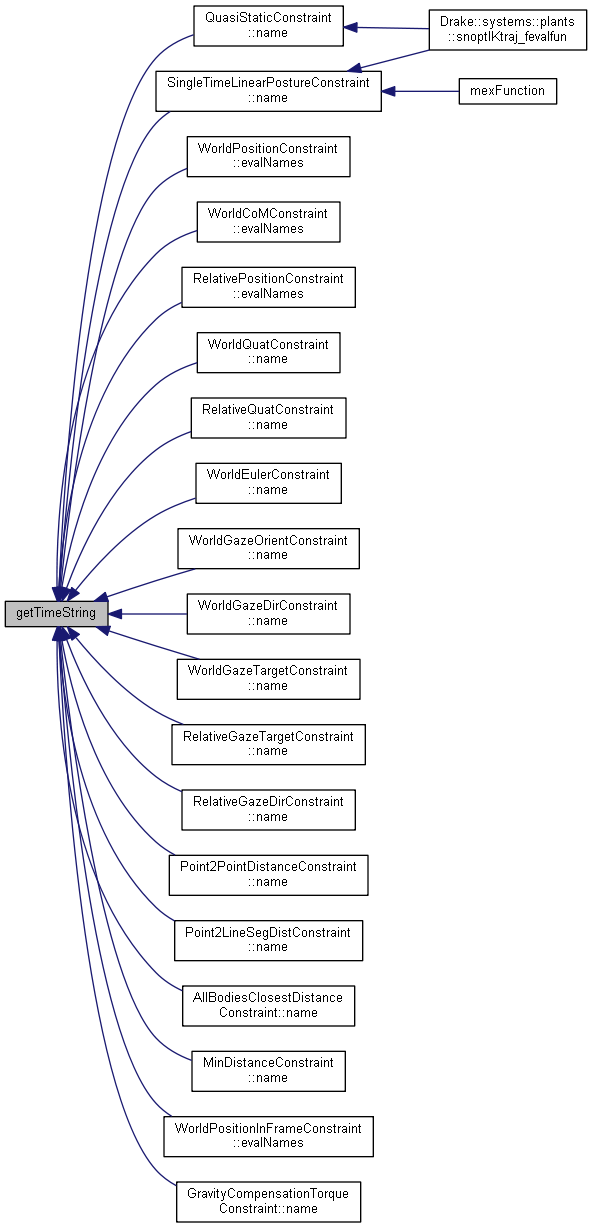 QuasiStaticConstraint
::name
Drake::systems::plants
::snoptIKtraj_fevalfun
SingleTimeLinearPostureConstraint
::name
mexFunction
WorldPositionConstraint
::evalNames
WorldCoMConstraint
::evalNames
RelativePositionConstraint
::evalNames
WorldQuatConstraint
::name
RelativeQuatConstraint
::name
WorldEulerConstraint
::name
WorldGazeOrientConstraint
::name
getTimeString
WorldGazeDirConstraint
::name
WorldGazeTargetConstraint
::name
RelativeGazeTargetConstraint
::name
RelativeGazeDirConstraint
::name
Point2PointDistanceConstraint
::name
Point2LineSegDistConstraint
::name
AllBodiesClosestDistance
Constraint::name
MinDistanceConstraint
::name
WorldPositionInFrameConstraint
::evalNames
GravityCompensationTorque
Constraint::name